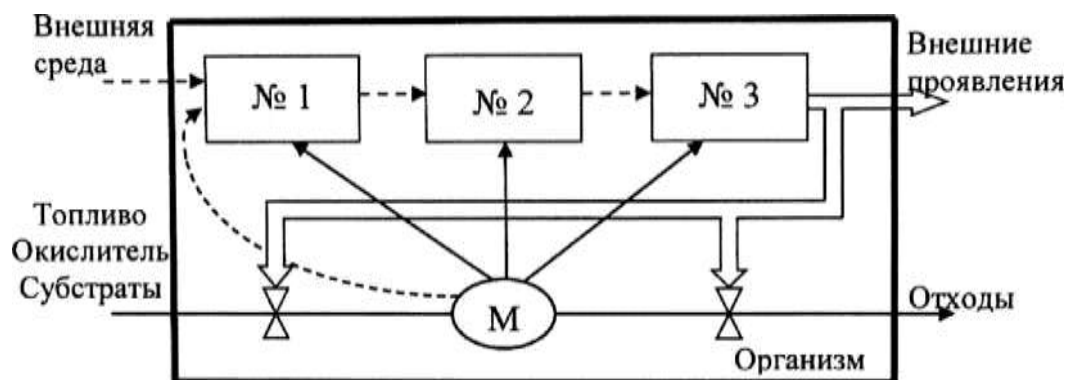 Внешняя
среда
№ 1
№ 2
№ 3
Внешние
проявления
Топливо
Окислитель
Субстраты
М
Отходы
Организм